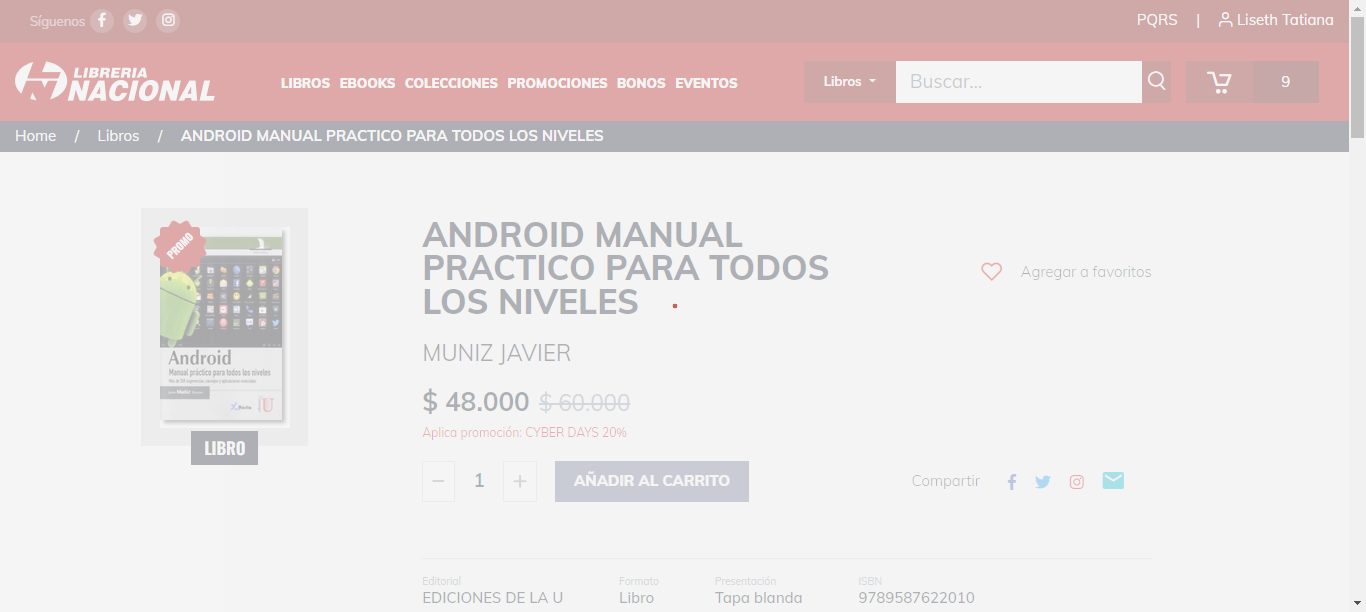 Síguenos
PQRS | Liseth Tatiana
LIBRERIA
NACIONAL
LIBROS EBOOKS COLECCIONES PROMOCIONES BONOS EVENTOS
Libros
Buscar...
9
Home / Libros / ANDROID MANUAL PRACTICO PARA TODOS LOS NIVELES
PROMO
Android
Manual práctico para todos los niveles
LIBRO
ANDROID MANUAL
PRACTICO PARA TODOS
LOS NIVELES
Agregar a favoritos
MUNIZ JAVIER
$ 48.000 $ 60.000
Aplica promoción: CYBER DAYS 20%
− 1 +
AÑADIR AL CARRITO
Compartir
Editorial Formato Presentación ISBN
EDICIONES DE LA U Libro Tapa blanda 9789587622010